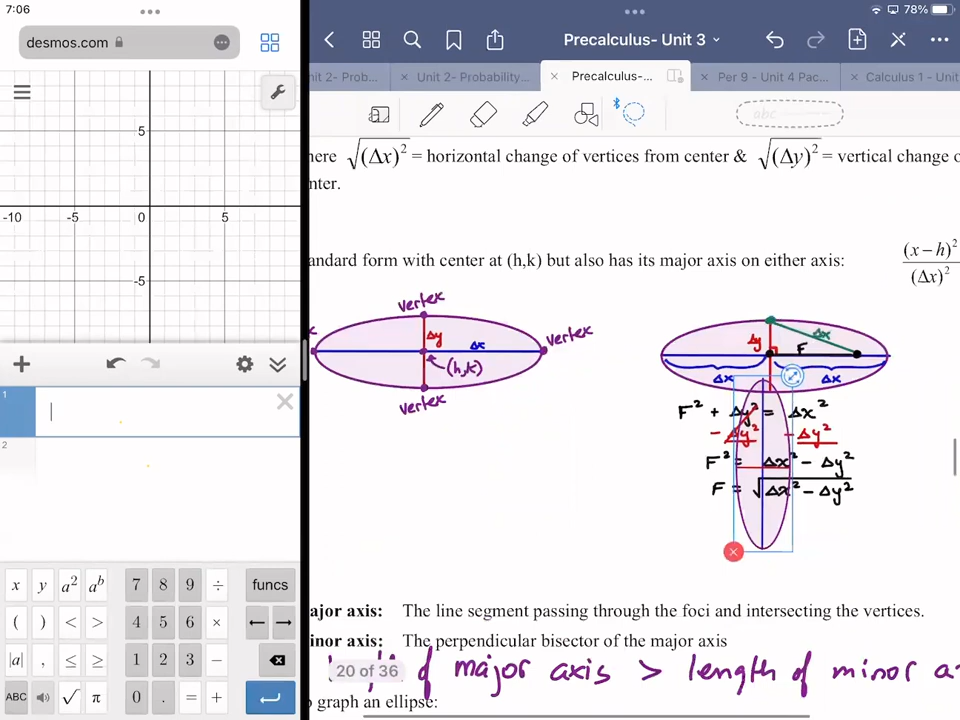 7:06
78%
desmos.com
Precalculus- Unit 3
nit 2- Prob...
Unit 2- Probability...
Precalculus-...
Per 9 - Unit 4 Pac...
Calculus 1 - Unit
abc
5
-10 -5 0 5
-5
here √(Δx)² = horizontal change of vertices from center & √(Δy)² = vertical change o
nter.
andard form with center at (h,k) but also has its major axis on either axis:
(x – h)²
(Δx)²
vertex
Δy Δx
(h,k)
vertex
vertex
Δy F Δx
Δx Δx
F² + Δy² = Δx²
- Δy² - Δy²
F² = Δx² - Δy²
F = √Δx² - Δy²
1
2
ajor axis: The line segment passing through the foci and intersecting the vertices.
inor axis: The perpendicular bisector of the major axis
20 of 36
of major axis > length of minor a
o graph an ellipse:
x y a² aᵇ 7 8 9 ÷ funcs
( ) < > 4 5 6 × ← →
|a| , ≤ ≥ 1 2 3 −
ABC √ π 0 . = +